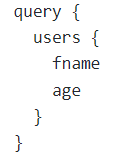 query {
  users {
    fname
    age
  }
}